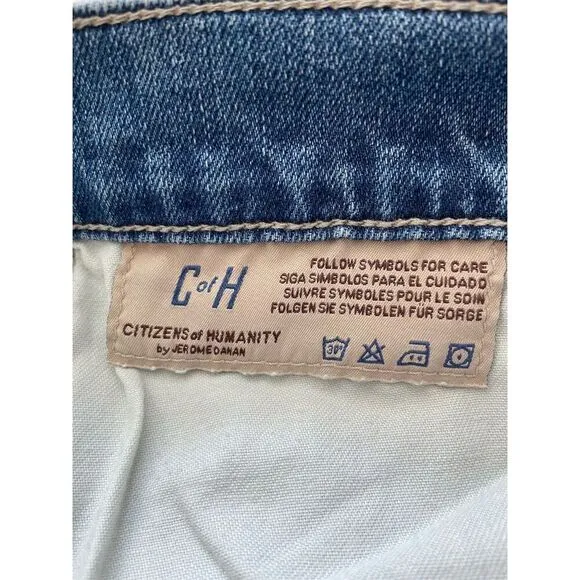 C of H
CITIZENS of HUMANITY
by JEROME DAHAN
FOLLOW SYMBOLS FOR CARE
SIGA SIMBOLOS PARA EL CUIDADO
SUIVRE SYMBOLES POUR LE SOIN
FOLGEN SIE SYMBOLEN FÜR SORGE
30°